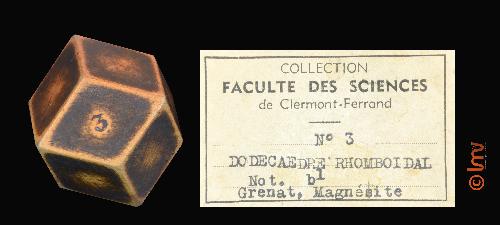 3
COLLECTION
FACULTE DES SCIENCES
de Clermont-Ferrand
N° 3
DODECAEDRE RHOMBOIDAL
Not. b1
Grenat, Magnésite
© lmv